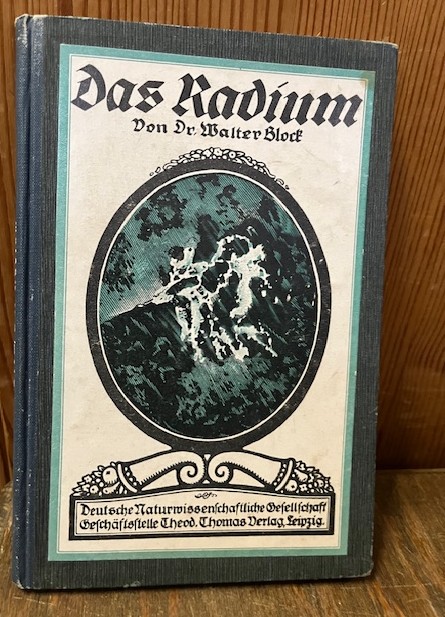 Das Radium
Von Dr. Walter Block
Deutsche Naturwissenschaftliche Gesellschaft
Geschäftsstelle Theod. Thomas Verlag, Leipzig.